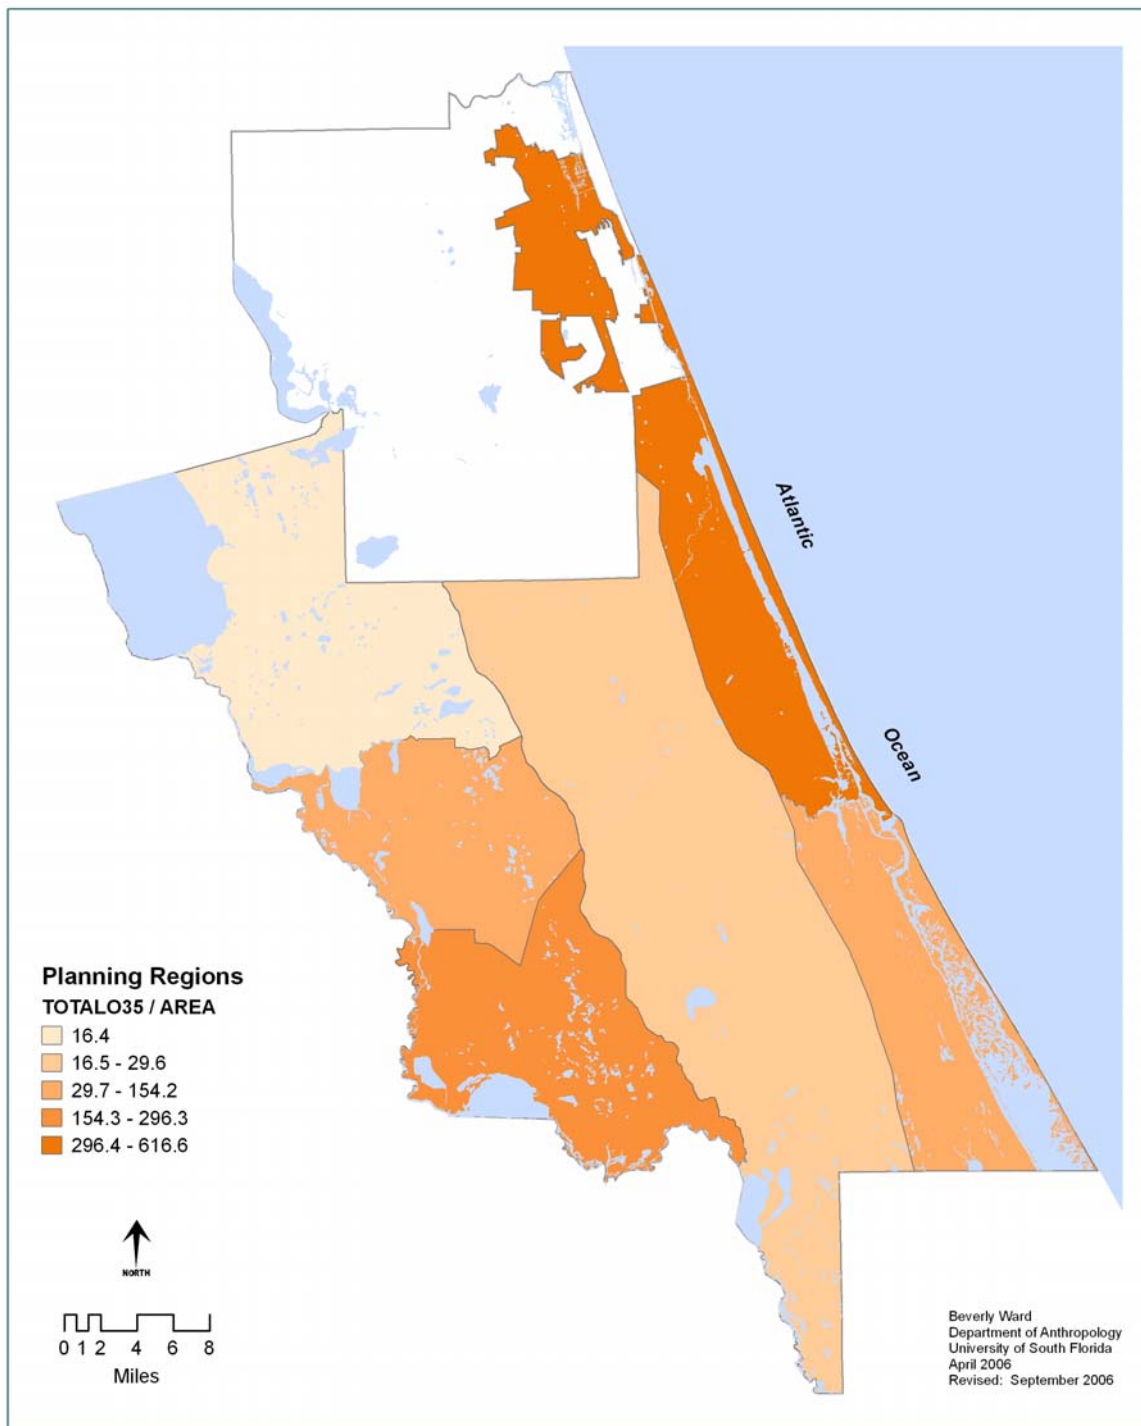 Atlantic
Ocean
Planning Regions
TOTALO35 / AREA
16.4
16.5 - 29.6
29.7 - 154.2
154.3 - 296.3
296.4 - 616.6
NORTH
0 1 2 4 6 8
Miles
Beverly Ward
Department of Anthropology
University of South Florida
April 2006
Revised: September 2006